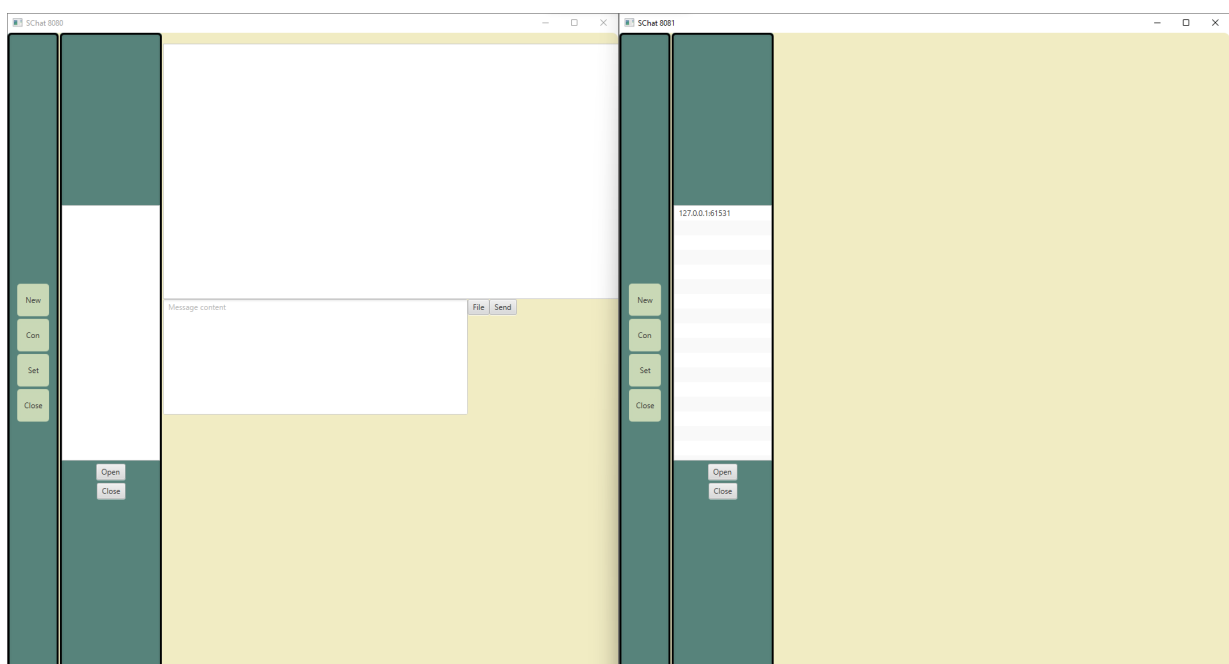 SChat 8080
New
Con
Set
Close
Open
Close
Message content
File Send
SChat 8081
New
Con
Set
Close
127.0.0.1:61531
Open
Close